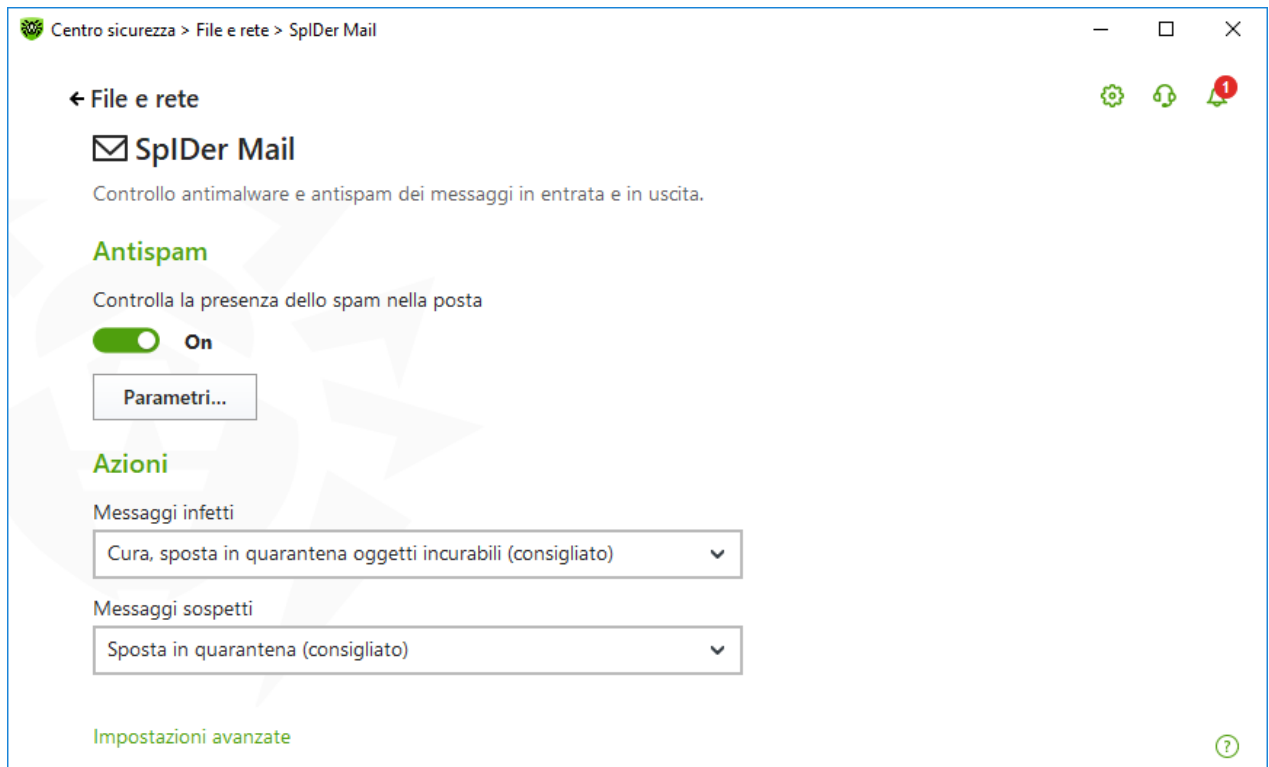 Centro sicurezza > File e rete > SpIDer Mail
File e rete
1
SpIDer Mail
Controllo antimalware e antispam dei messaggi in entrata e in uscita.
Antispam
Controlla la presenza dello spam nella posta
On
Parametri...
Azioni
Messaggi infetti
Cura, sposta in quarantena oggetti incurabili (consigliato)
Messaggi sospetti
Sposta in quarantena (consigliato)
Impostazioni avanzate
?